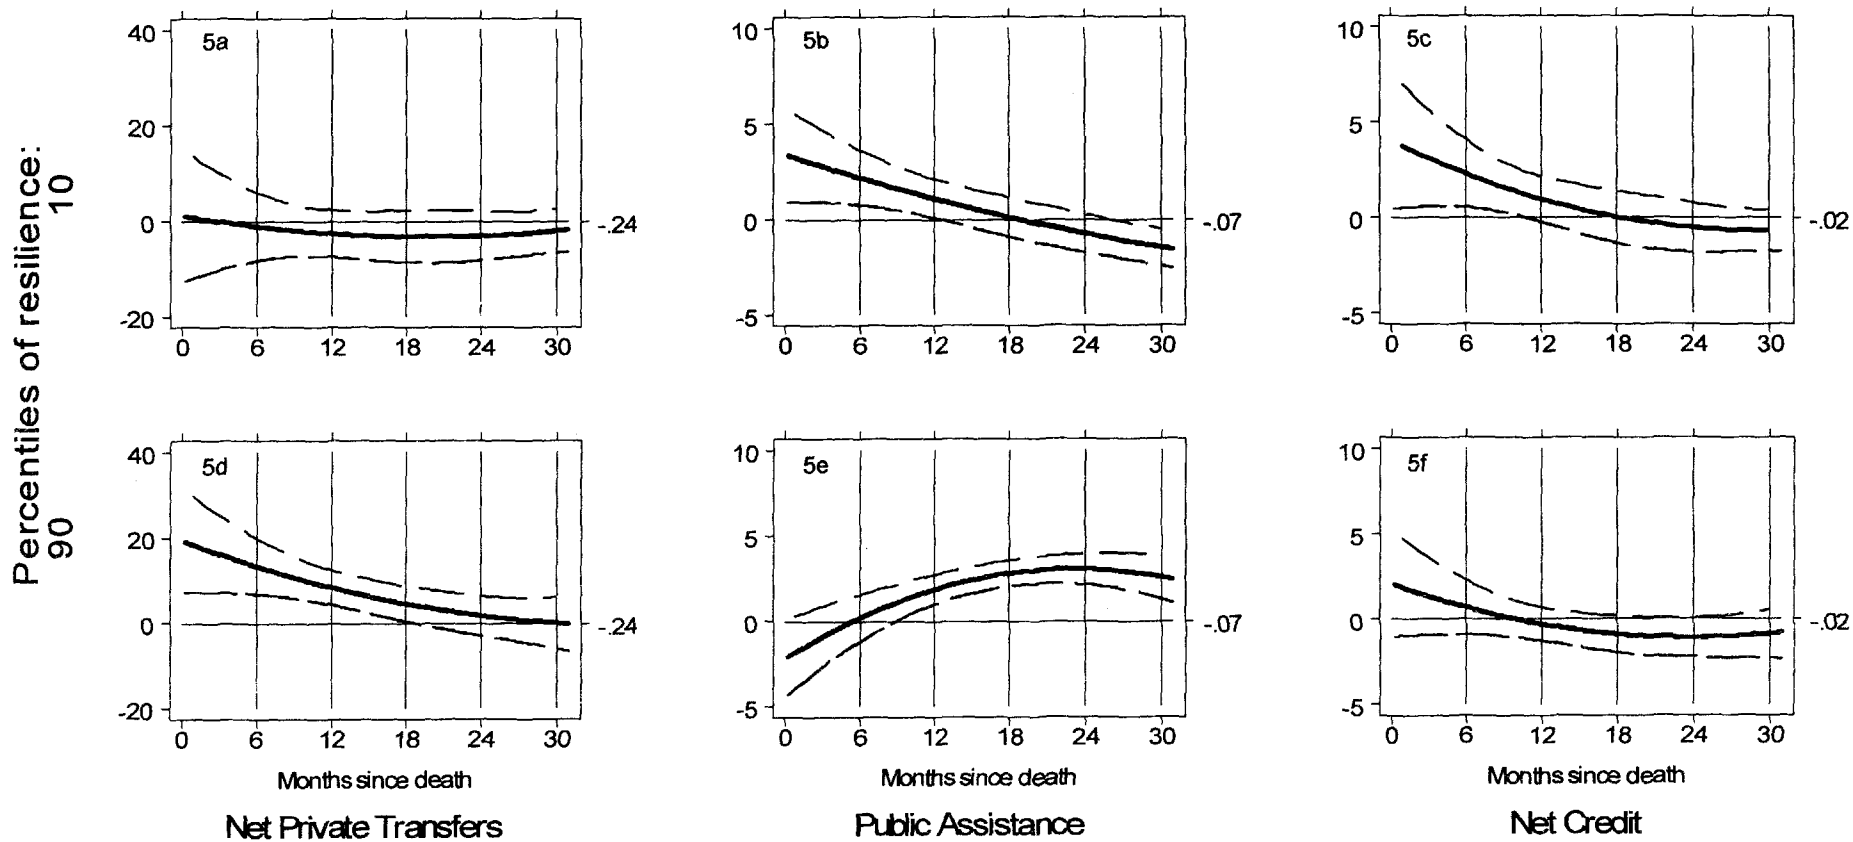 Percentiles of resilience:
10
90
5a
40
20
0
-20
0 6 12 18 24 30
-.24
5b
10
5
0
-5
0 6 12 18 24 30
-.07
5c
10
5
0
-5
0 6 12 18 24 30
-.02
5d
40
20
0
-20
0 6 12 18 24 30
-.24
Months since death
Net Private Transfers
5e
10
5
0
-5
0 6 12 18 24 30
-.07
Months since death
Public Assistance
5f
10
5
0
-5
0 6 12 18 24 30
-.02
Months since death
Net Credit